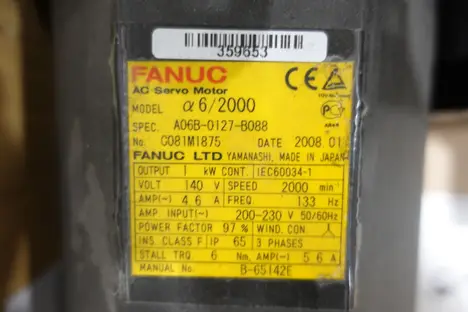 359653
FANUC
AC Servo Motor
MODEL α6/2000
SPEC. A06B-0127-B088
No. C081M1875 DATE 2008.01
FANUC LTD YAMANASHI, MADE IN JAPAN
OUTPUT 1 kW CONT. IEC60034-1
VOLT 140 V SPEED 2000 min⁻¹
AMP(~) 4.6 A FREQ. 133 Hz
AMP INPUT(~) 200-230 V 50/60Hz
POWER FACTOR 97 % WIND. CON. 人
INS. CLASS F IP 65 3 PHASES
STALL TRQ. 6 Nm, AMP(~) 5.6 A
MANUAL No. B-65142E